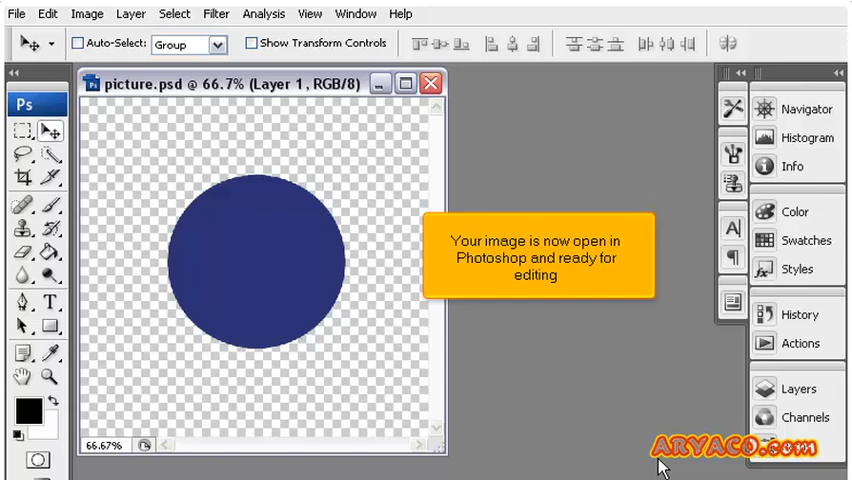 File Edit Image Layer Select Filter Analysis View Window Help
Auto-Select: Group Show Transform Controls
picture.psd @ 66.7% (Layer 1, RGB/8)
Ps
Navigator
Histogram
Info
Your image is now open in
Photoshop and ready for
editing
Color
Swatches
Styles
History
Actions
Layers
Channels
66.67%
ARYACO.com